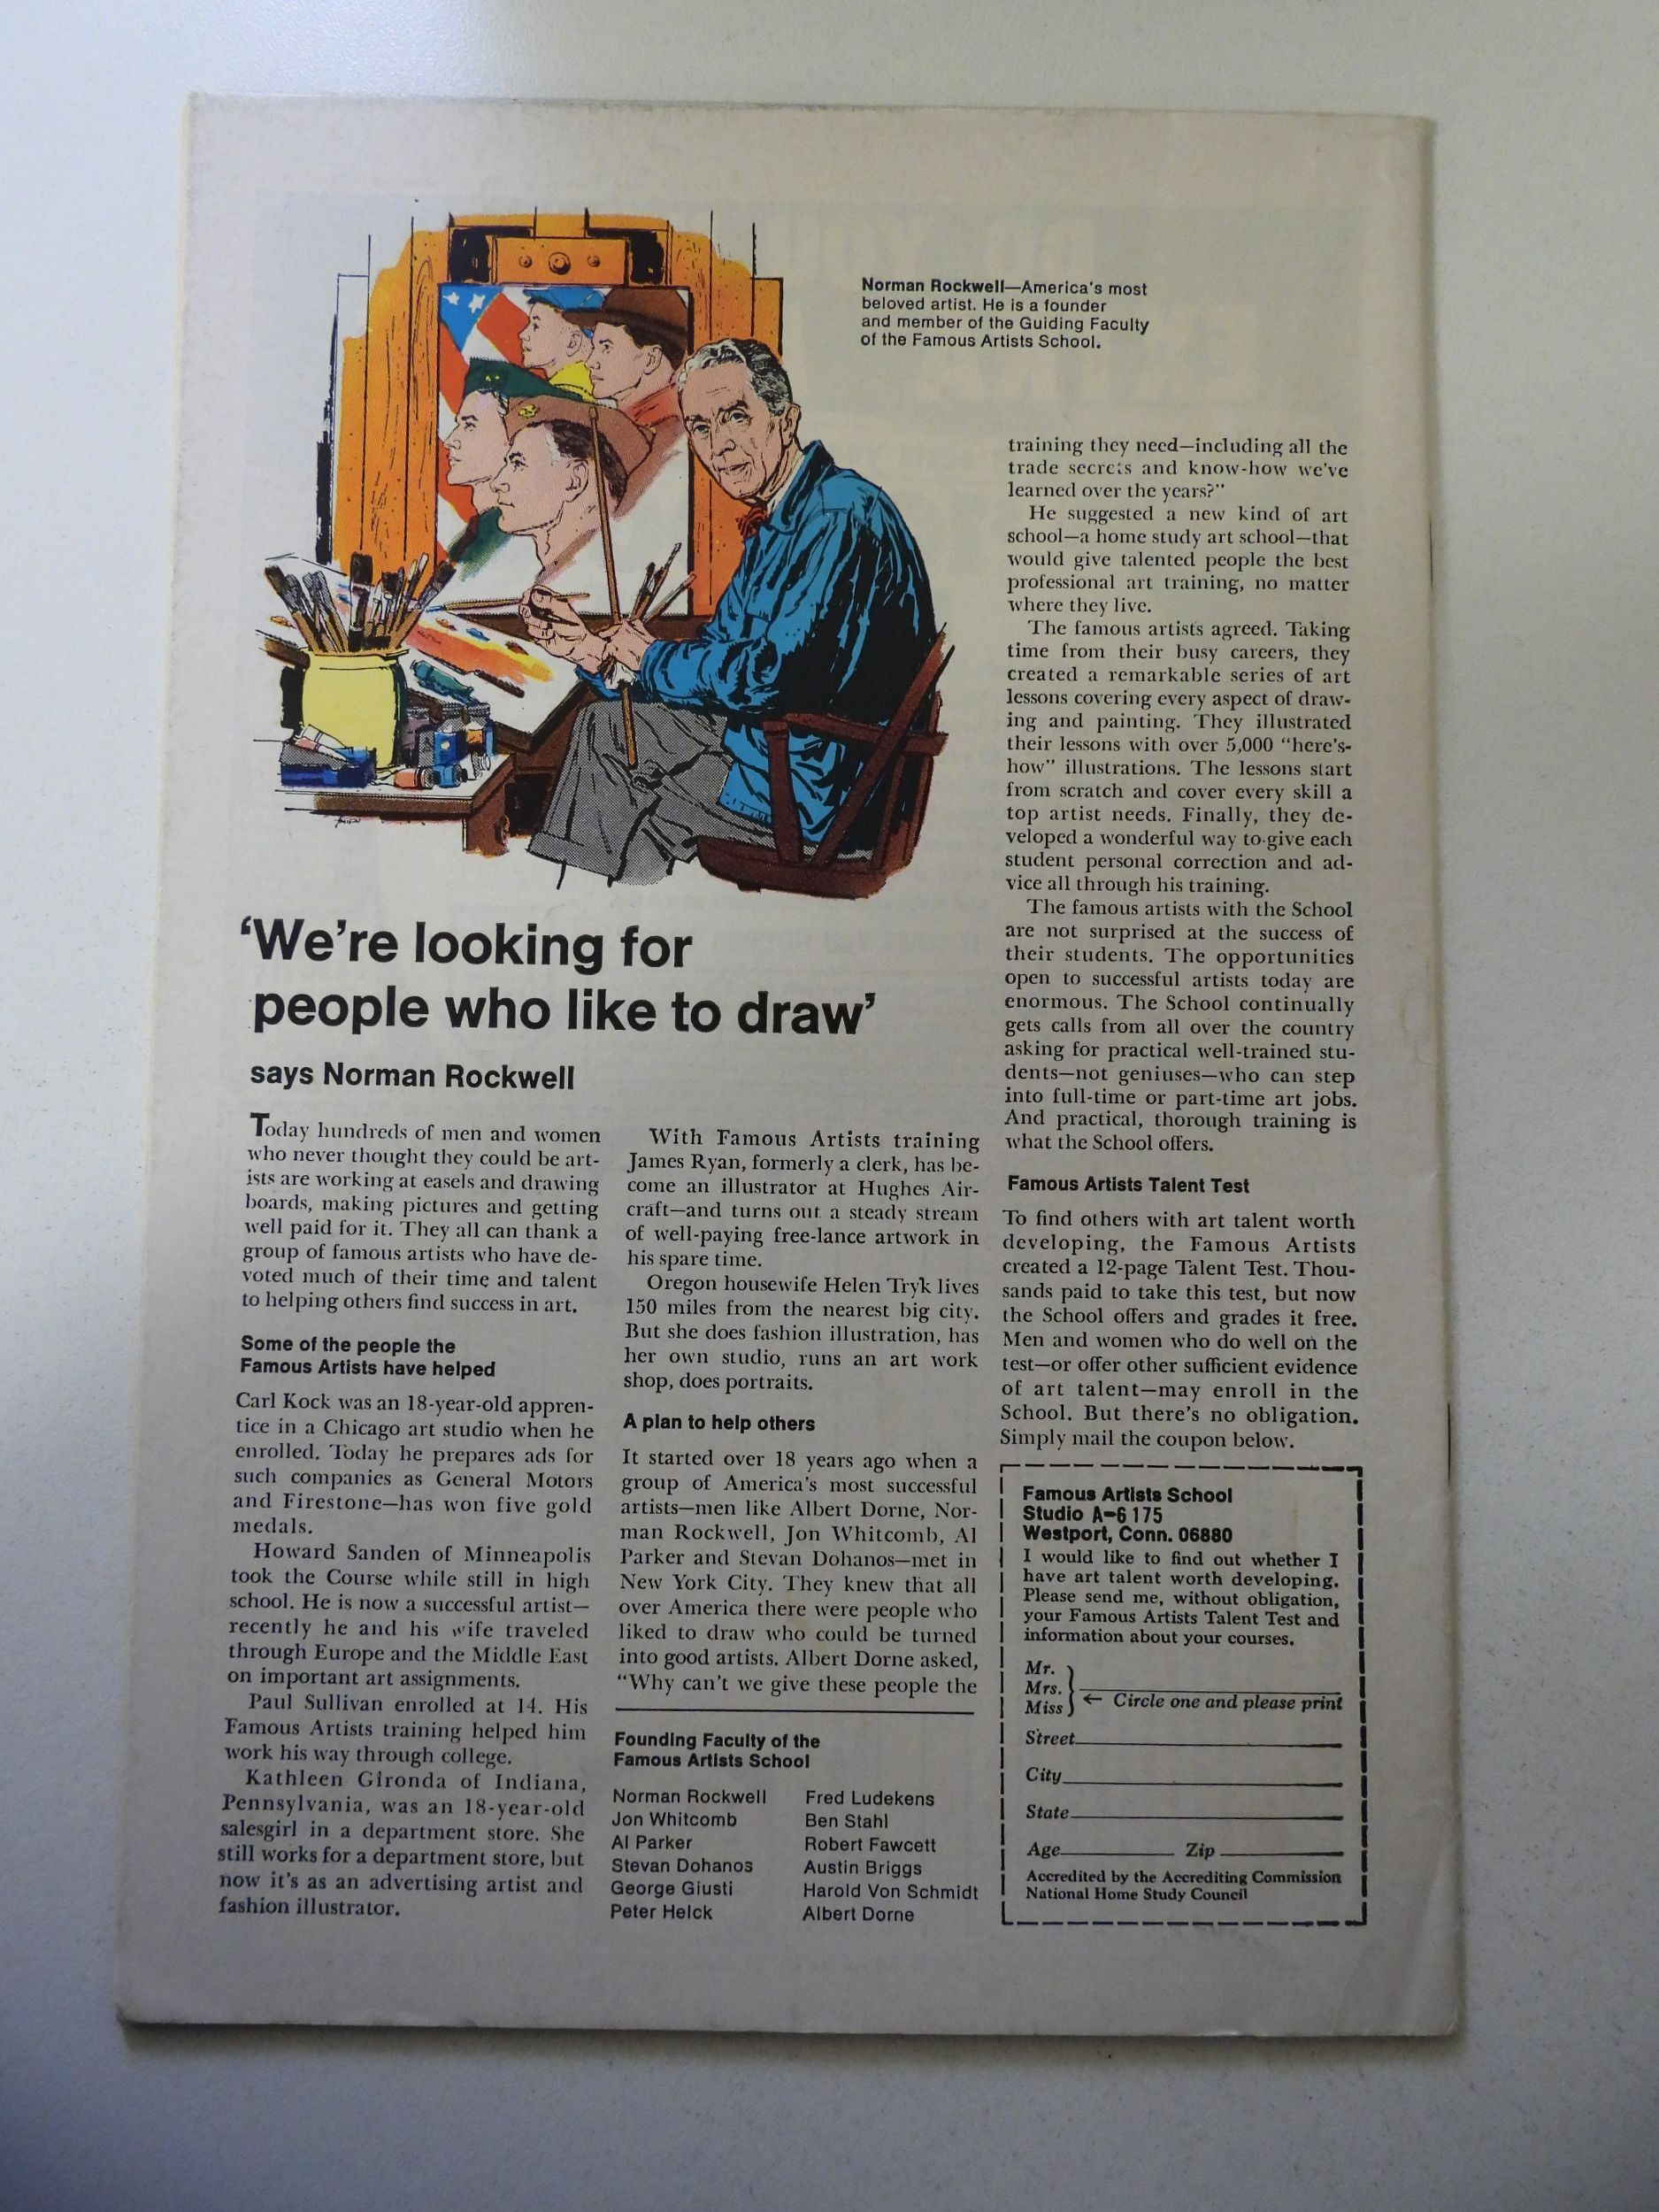 Norman Rockwell—America's most
beloved artist. He is a founder
and member of the Guiding Faculty
of the Famous Artists School.
'We're looking for
people who like to draw'
says Norman Rockwell
Today hundreds of men and women
who never thought they could be art-
ists are working at easels and drawing
boards, making pictures and getting
well paid for it. They all can thank a
group of famous artists who have de-
voted much of their time and talent
to helping others find success in art.
Some of the people the
Famous Artists have helped
Carl Kock was an 18-year-old appren-
tice in a Chicago art studio when he
enrolled. Today he prepares ads for
such companies as General Motors
and Firestone—has won five gold
medals.
Howard Sanden of Minneapolis
took the Course while still in high
school. He is now a successful artist—
recently he and his wife traveled
through Europe and the Middle East
on important art assignments.
Paul Sullivan enrolled at 14. His
Famous Artists training helped him
work his way through college.
Kathleen Gironda of Indiana,
Pennsylvania, was an 18-year-old
salesgirl in a department store. She
still works for a department store, but
now it's as an advertising artist and
fashion illustrator.
With Famous Artists training
James Ryan, formerly a clerk, has be-
come an illustrator at Hughes Air-
craft—and turns out a steady stream
of well-paying free-lance artwork in
his spare time.
Oregon housewife Helen Tryk lives
150 miles from the nearest big city.
But she does fashion illustration, has
her own studio, runs an art work
shop, does portraits.
A plan to help others
It started over 18 years ago when a
group of America's most successful
artists—men like Albert Dorne, Nor-
man Rockwell, Jon Whitcomb, Al
Parker and Stevan Dohanos—met in
New York City. They knew that all
over America there were people who
liked to draw who could be turned
into good artists. Albert Dorne asked,
"Why can't we give these people the
Founding Faculty of the
Famous Artists School
Norman Rockwell
Jon Whitcomb
Al Parker
Stevan Dohanos
George Giusti
Peter Helck
Fred Ludekens
Ben Stahl
Robert Fawcett
Austin Briggs
Harold Von Schmidt
Albert Dorne
training they need—including all the
trade secrets and know-how we've
learned over the years?"
He suggested a new kind of art
school—a home study art school—that
would give talented people the best
professional art training, no matter
where they live.
The famous artists agreed. Taking
time from their busy careers, they
created a remarkable series of art
lessons covering every aspect of draw-
ing and painting. They illustrated
their lessons with over 5,000 "here's-
how" illustrations. The lessons start
from scratch and cover every skill a
top artist needs. Finally, they de-
veloped a wonderful way to give each
student personal correction and ad-
vice all through his training.
The famous artists with the School
are not surprised at the success of
their students. The opportunities
open to successful artists today are
enormous. The School continually
gets calls from all over the country
asking for practical well-trained stu-
dents—not geniuses—who can step
into full-time or part-time art jobs.
And practical, thorough training is
what the School offers.
Famous Artists Talent Test
To find others with art talent worth
developing, the Famous Artists
created a 12-page Talent Test. Thou-
sands paid to take this test, but now
the School offers and grades it free.
Men and women who do well on the
test—or offer other sufficient evidence
of art talent—may enroll in the
School. But there's no obligation.
Simply mail the coupon below.
Famous Artists School
Studio A-6175
Westport, Conn. 06880
I would like to find out whether I
have art talent worth developing.
Please send me, without obligation,
your Famous Artists Talent Test and
information about your courses.
Mr.
Mrs.
Miss ← Circle one and please print
Street
City
State
Age Zip
Accredited by the Accrediting Commission
National Home Study Council